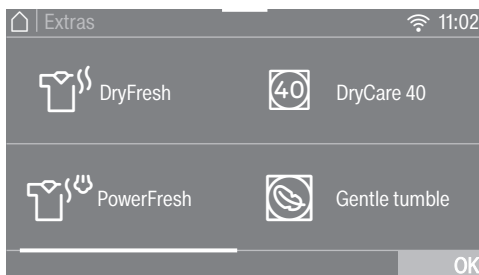 Extras
11:02
DryFresh
40
DryCare 40
PowerFresh
Gentle tumble
OK